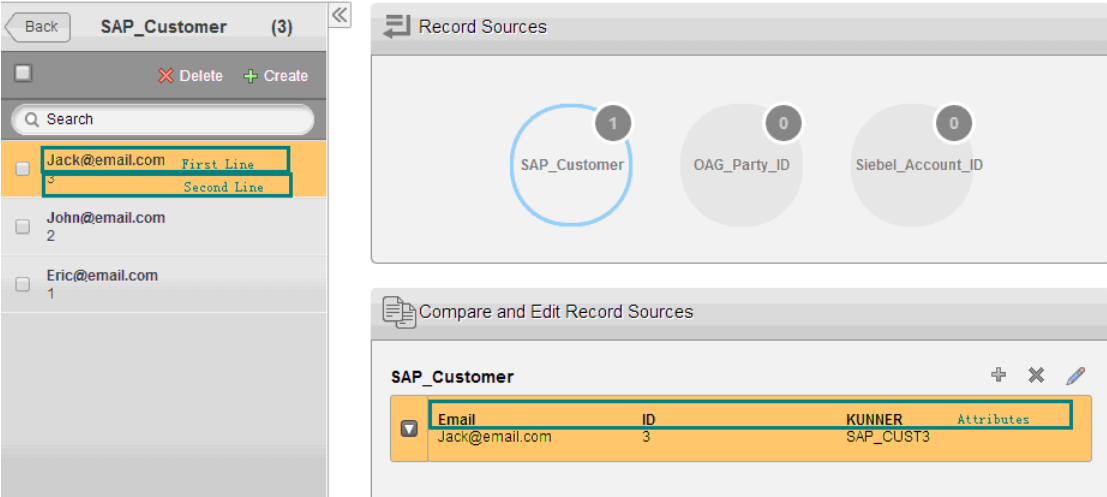 Back SAP_Customer (3)
Delete Create
Search
Jack@email.com First Line
3 Second Line
John@email.com
2
Eric@email.com
1
Record Sources
1 0 0
SAP_Customer OAG_Party_ID Siebel_Account_ID
Compare and Edit Record Sources
SAP_Customer
Email ID KUNNER Attributes
Jack@email.com 3 SAP_CUST3